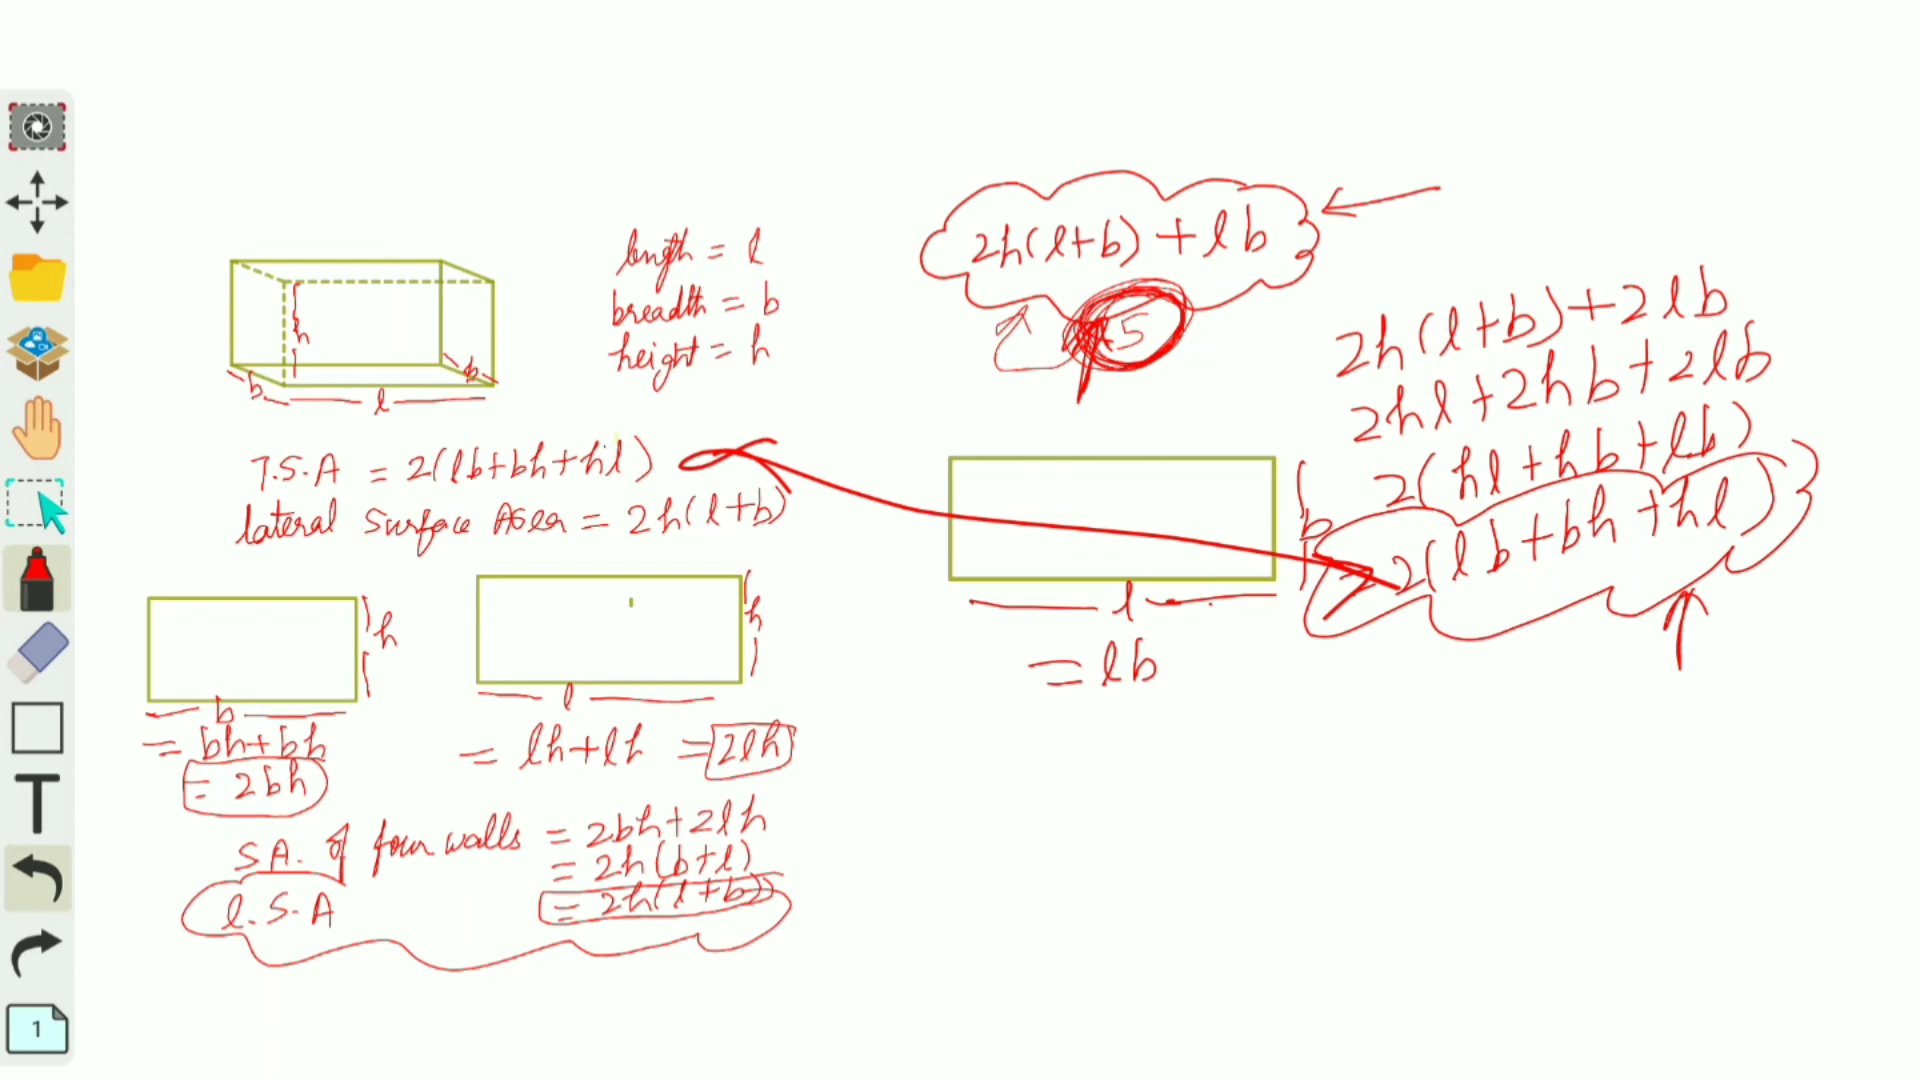 length = l
breadth = b
height = h
h
b
b
l
T.S.A = 2(lb+bh+hl)
lateral Surface Area = 2h(l+b)
h
b
= bh+bh
= 2bh
h
l
= lh+lh = 2lh
S.A. of four walls = 2bh+2lh
= 2h(b+l)
L.S.A = 2h(l+b)
2h(l+b) + lb
5
b
l
= lb
2h(l+b)+2lb
2hl+2hb+2lb
2(hl+hb+lb)
2(lb+bh+hl)
T
1